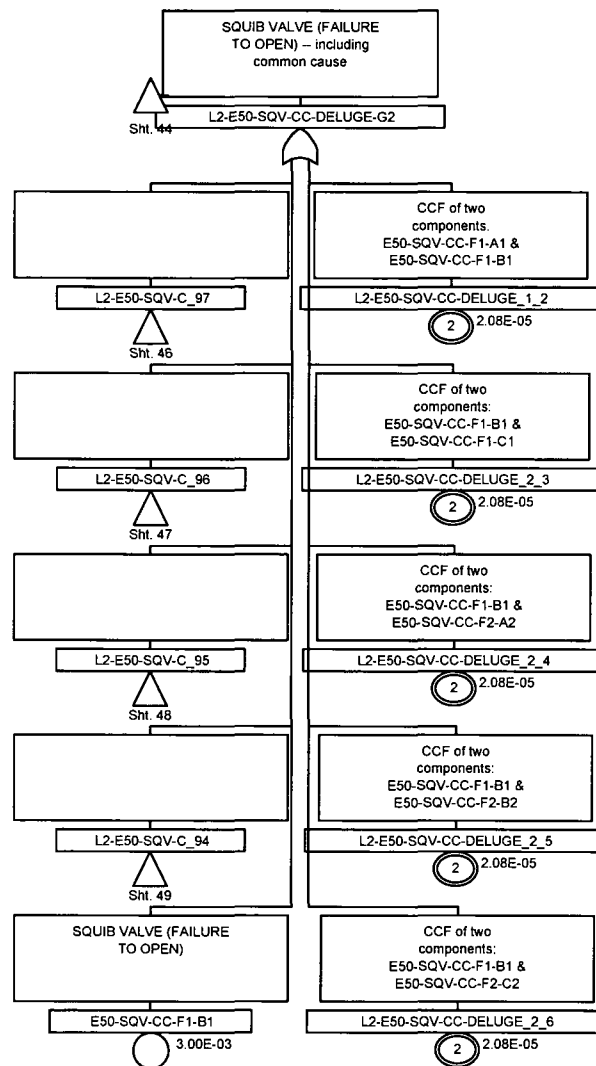 SQUIB VALVE (FAILURE
TO OPEN) -- including
common cause
L2-E50-SQV-CC-DELUGE-G2
Sht. 44
CCF of two
components.
E50-SQV-CC-F1-A1 &
E50-SQV-CC-F1-B1
L2-E50-SQV-C_97
L2-E50-SQV-CC-DELUGE_1_2
2
2.08E-05
Sht. 46
CCF of two
components:
E50-SQV-CC-F1-B1 &
E50-SQV-CC-F1-C1
L2-E50-SQV-C_96
L2-E50-SQV-CC-DELUGE_2_3
2
2.08E-05
Sht. 47
CCF of two
components:
E50-SQV-CC-F1-B1 &
E50-SQV-CC-F2-A2
L2-E50-SQV-C_95
L2-E50-SQV-CC-DELUGE_2_4
2
2.08E-05
Sht. 48
CCF of two
components:
E50-SQV-CC-F1-B1 &
E50-SQV-CC-F2-B2
L2-E50-SQV-C_94
L2-E50-SQV-CC-DELUGE_2_5
2
2.08E-05
Sht. 49
SQUIB VALVE (FAILURE
TO OPEN)
CCF of two
components:
E50-SQV-CC-F1-B1 &
E50-SQV-CC-F2-C2
E50-SQV-CC-F1-B1
L2-E50-SQV-CC-DELUGE_2_6
3.00E-03
2
2.08E-05